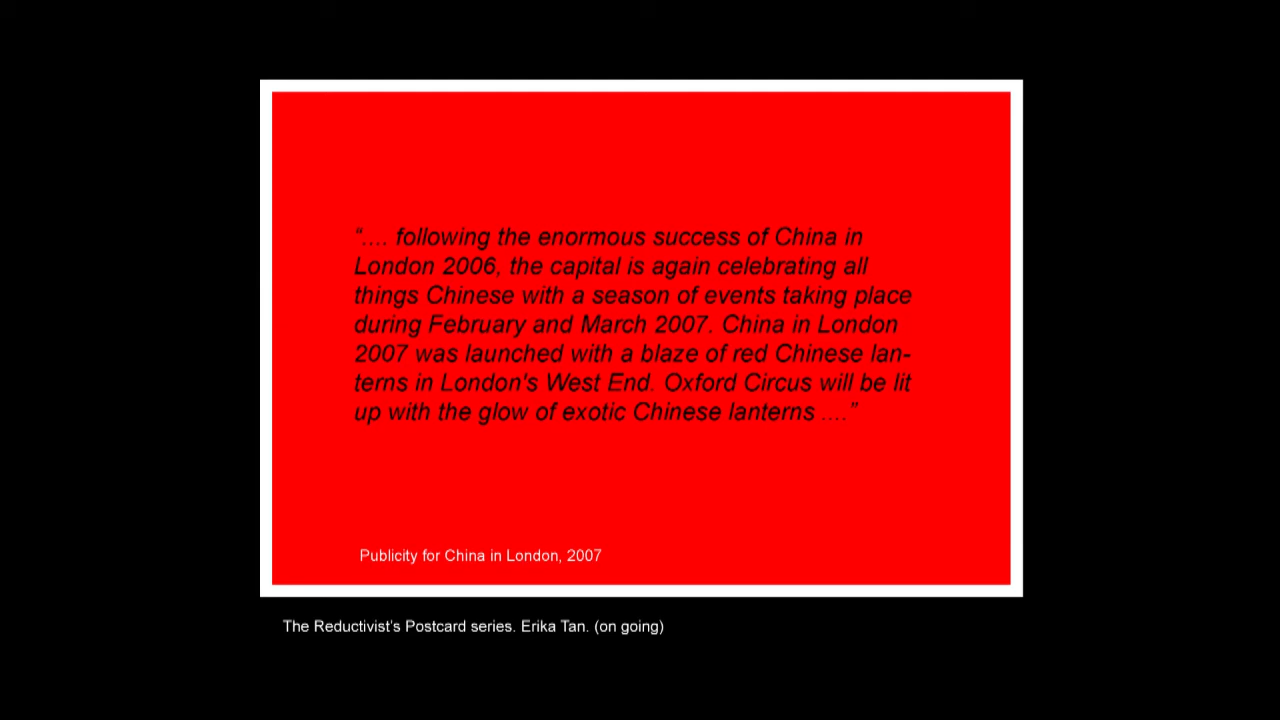 “.... following the enormous success of China in
London 2006, the capital is again celebrating all
things Chinese with a season of events taking place
during February and March 2007. China in London
2007 was launched with a blaze of red Chinese lan-
terns in London's West End. Oxford Circus will be lit
up with the glow of exotic Chinese lanterns ....”
Publicity for China in London, 2007
The Reductivist's Postcard series. Erika Tan. (on going)